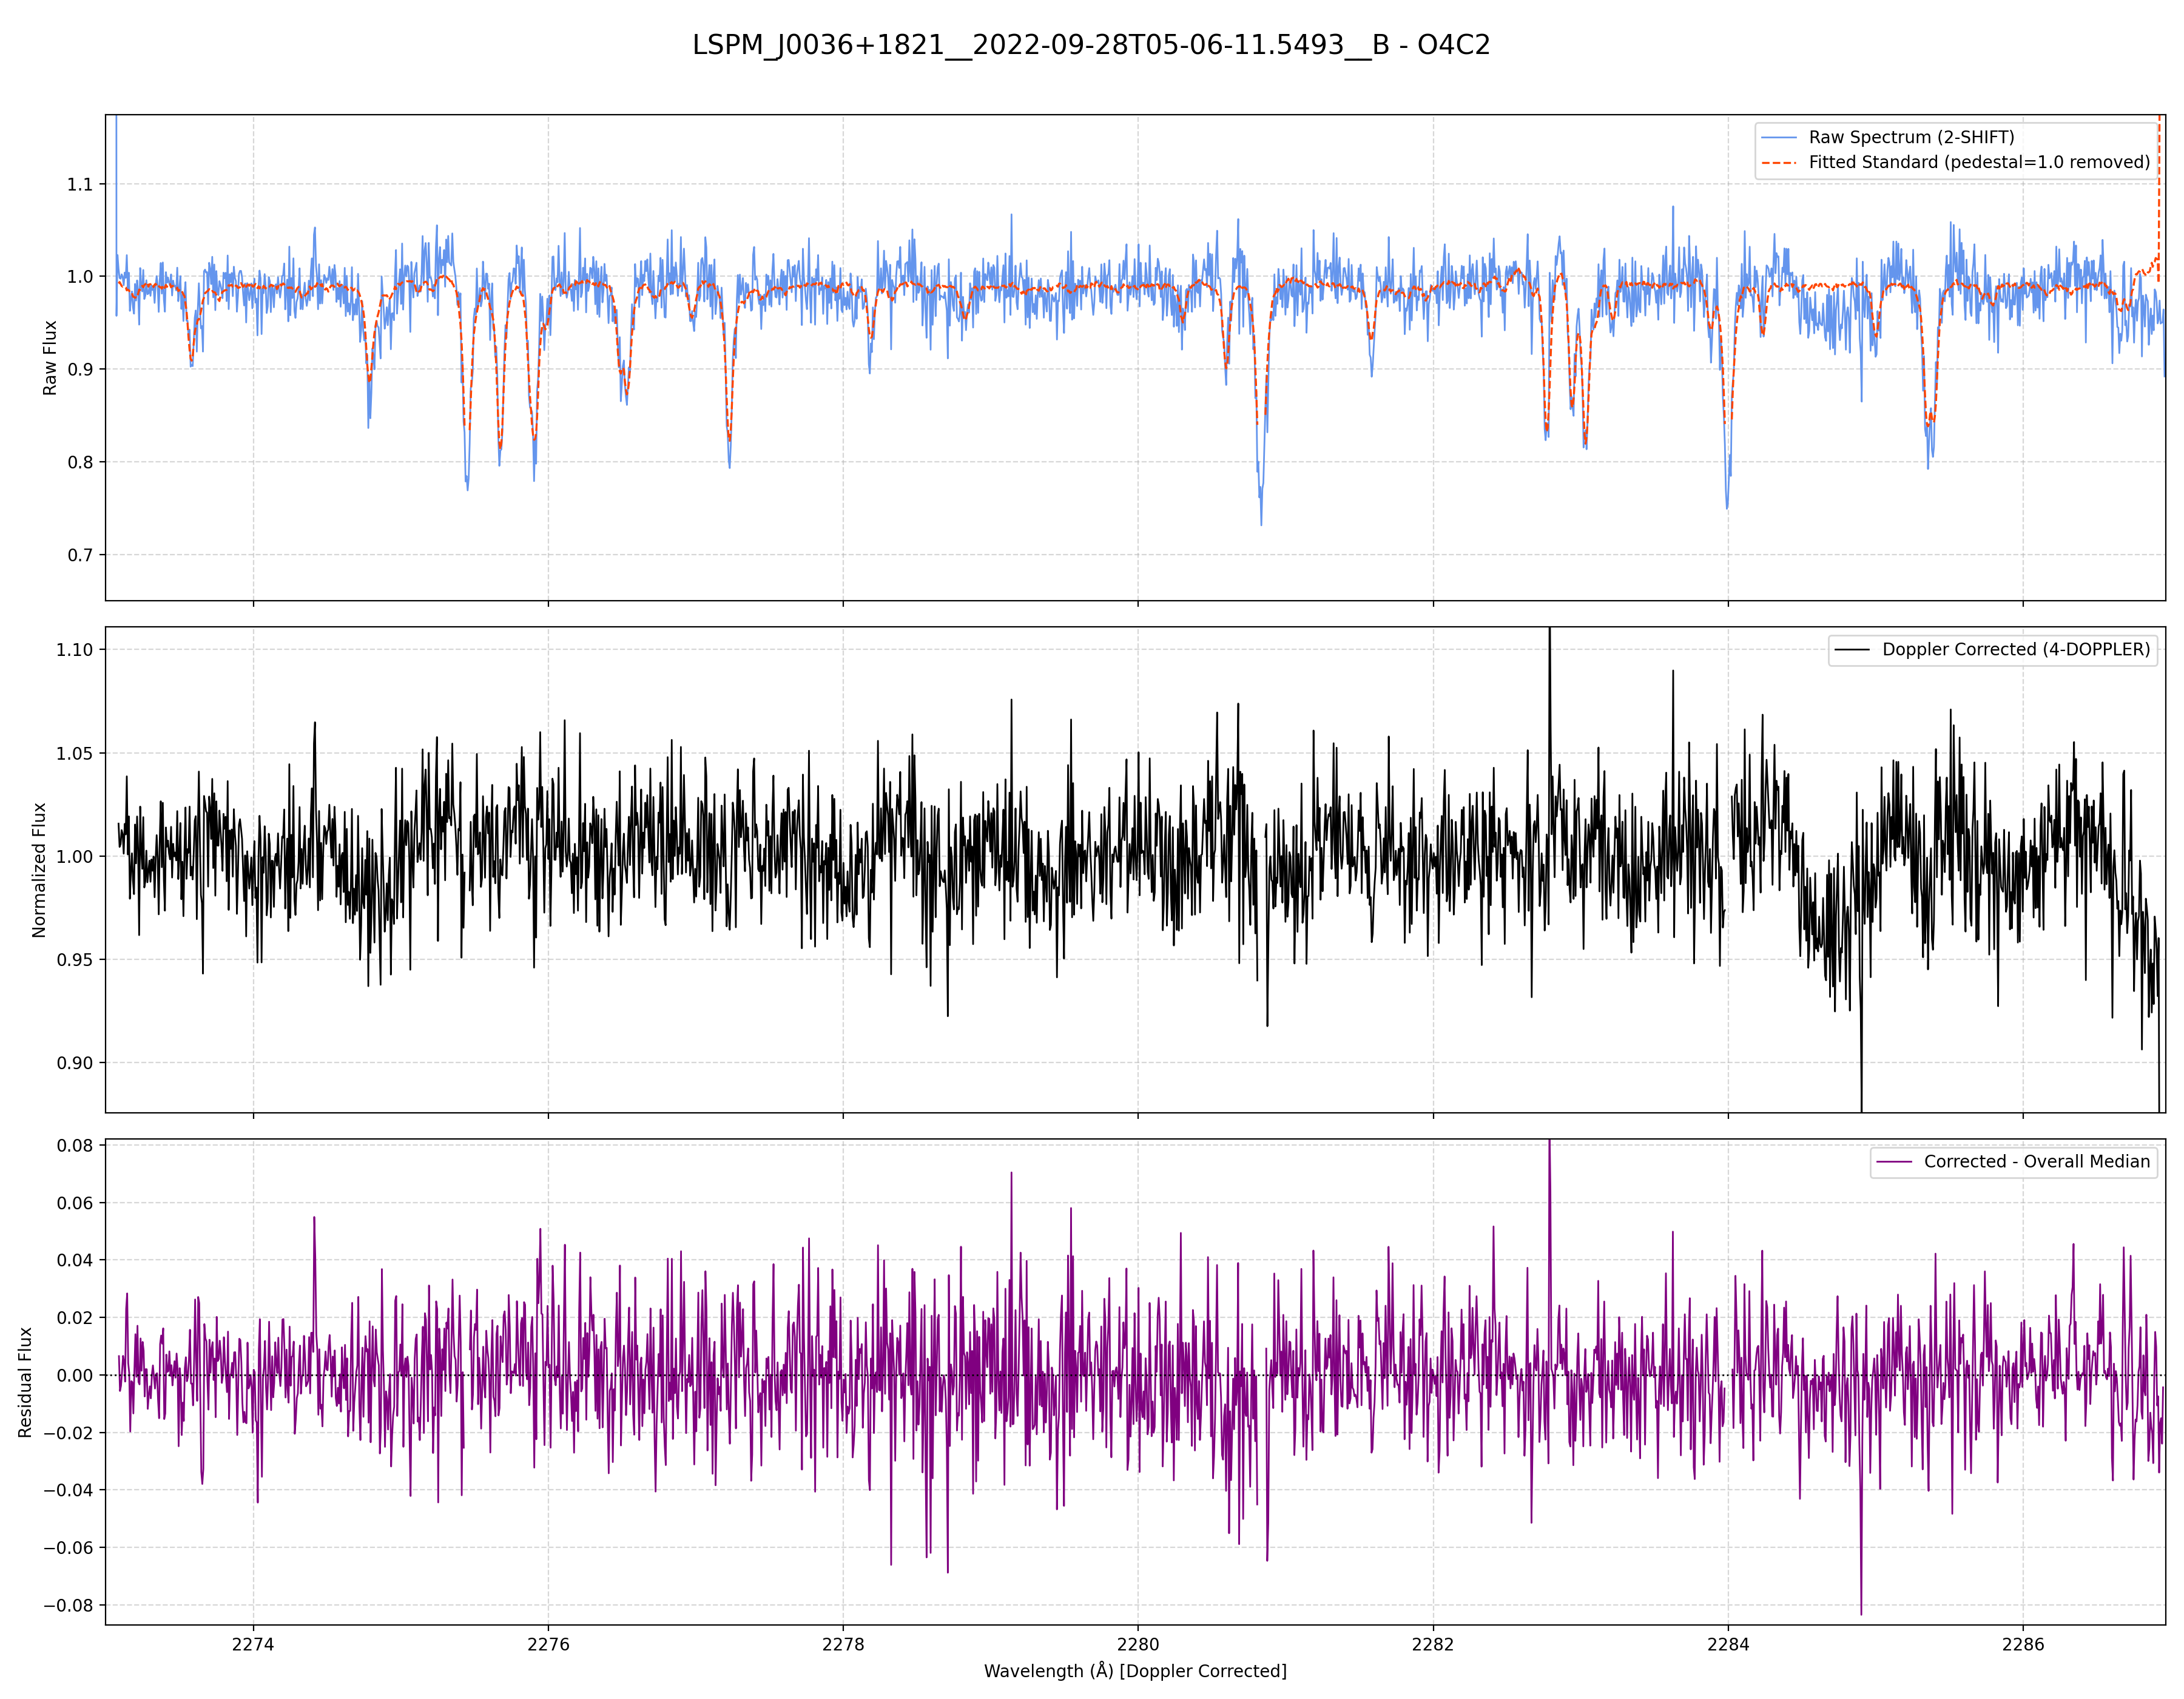 LSPM_J0036+1821__2022-09-28T05-06-11.5493__B - O4C2
Raw Spectrum (2-SHIFT)
Fitted Standard (pedestal=1.0 removed)
1.1
1.0
0.9
0.8
0.7
Raw Flux
Doppler Corrected (4-DOPPLER)
1.10
1.05
1.00
0.95
0.90
Normalized Flux
Corrected - Overall Median
0.08
0.06
0.04
0.02
0.00
−0.02
−0.04
−0.06
−0.08
Residual Flux
2274 2276 2278 2280 2282 2284 2286
Wavelength (Å) [Doppler Corrected]